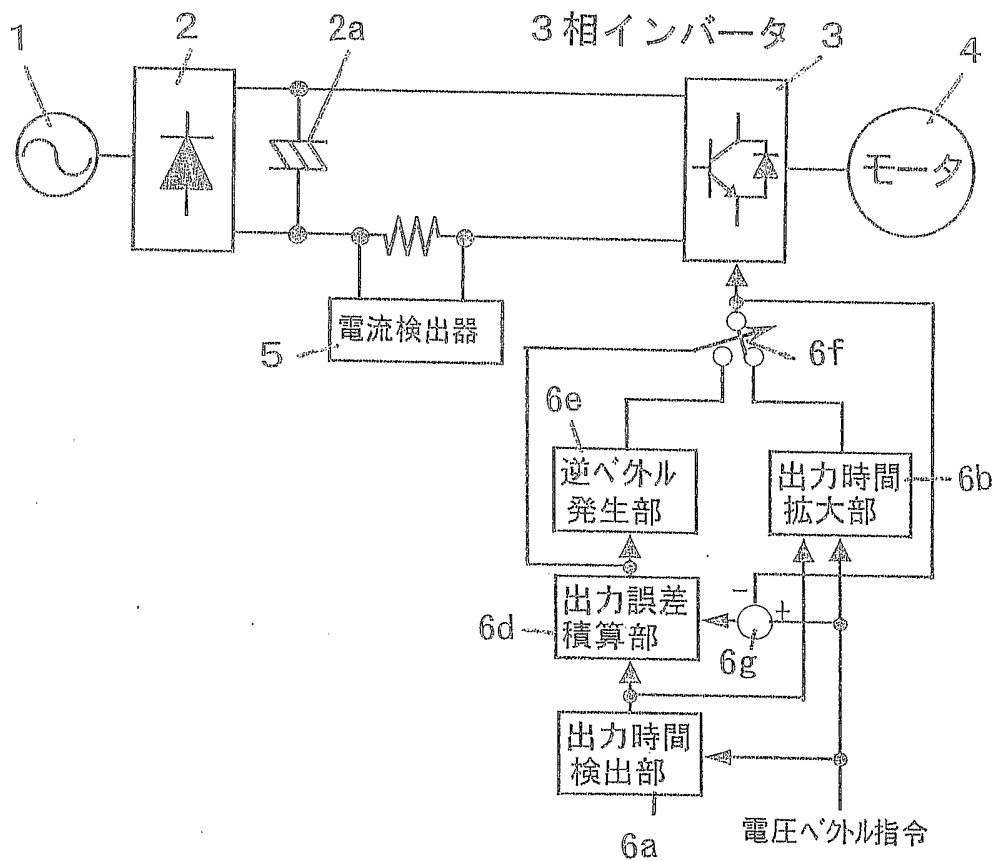 1
2
2a
3相インバータ
3
4
モータ
電流検出器
5
6f
6e
逆ベクトル
発生部
出力時間
拡大部
6b
出力誤差
積算部
6d
-
+
6g
出力時間
検出部
6a
電圧ベクトル指令